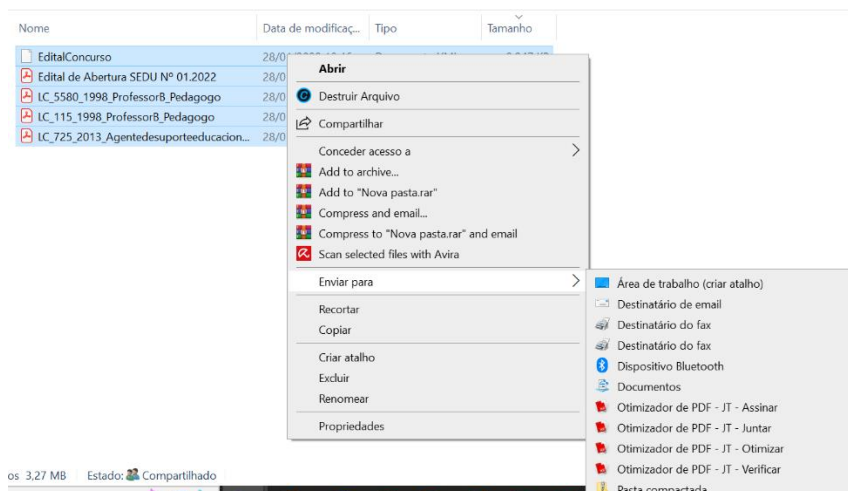 Nome Data de modificaç... Tipo Tamanho
EditalConcurso 28/0
Edital de Abertura SEDU Nº 01.2022 28/0
LC_5580_1998_ProfessorB_Pedagogo 28/0
LC_115_1998_ProfessorB_Pedagogo 28/0
LC_725_2013_Agentedesuporteeducacion... 28/0
Abrir
Destruir Arquivo
Compartilhar
Conceder acesso a
Add to archive...
Add to "Nova pasta.rar"
Compress and email...
Compress to "Nova pasta.rar" and email
Scan selected files with Avira
Enviar para
Recortar
Copiar
Criar atalho
Excluir
Renomear
Propriedades
Área de trabalho (criar atalho)
Destinatário de email
Destinatário do fax
Destinatário do fax
Dispositivo Bluetooth
Documentos
Otimizador de PDF - JT - Assinar
Otimizador de PDF - JT - Juntar
Otimizador de PDF - JT - Otimizar
Otimizador de PDF - JT - Verificar
Pasta compactada
os 3,27 MB Estado: Compartilhado